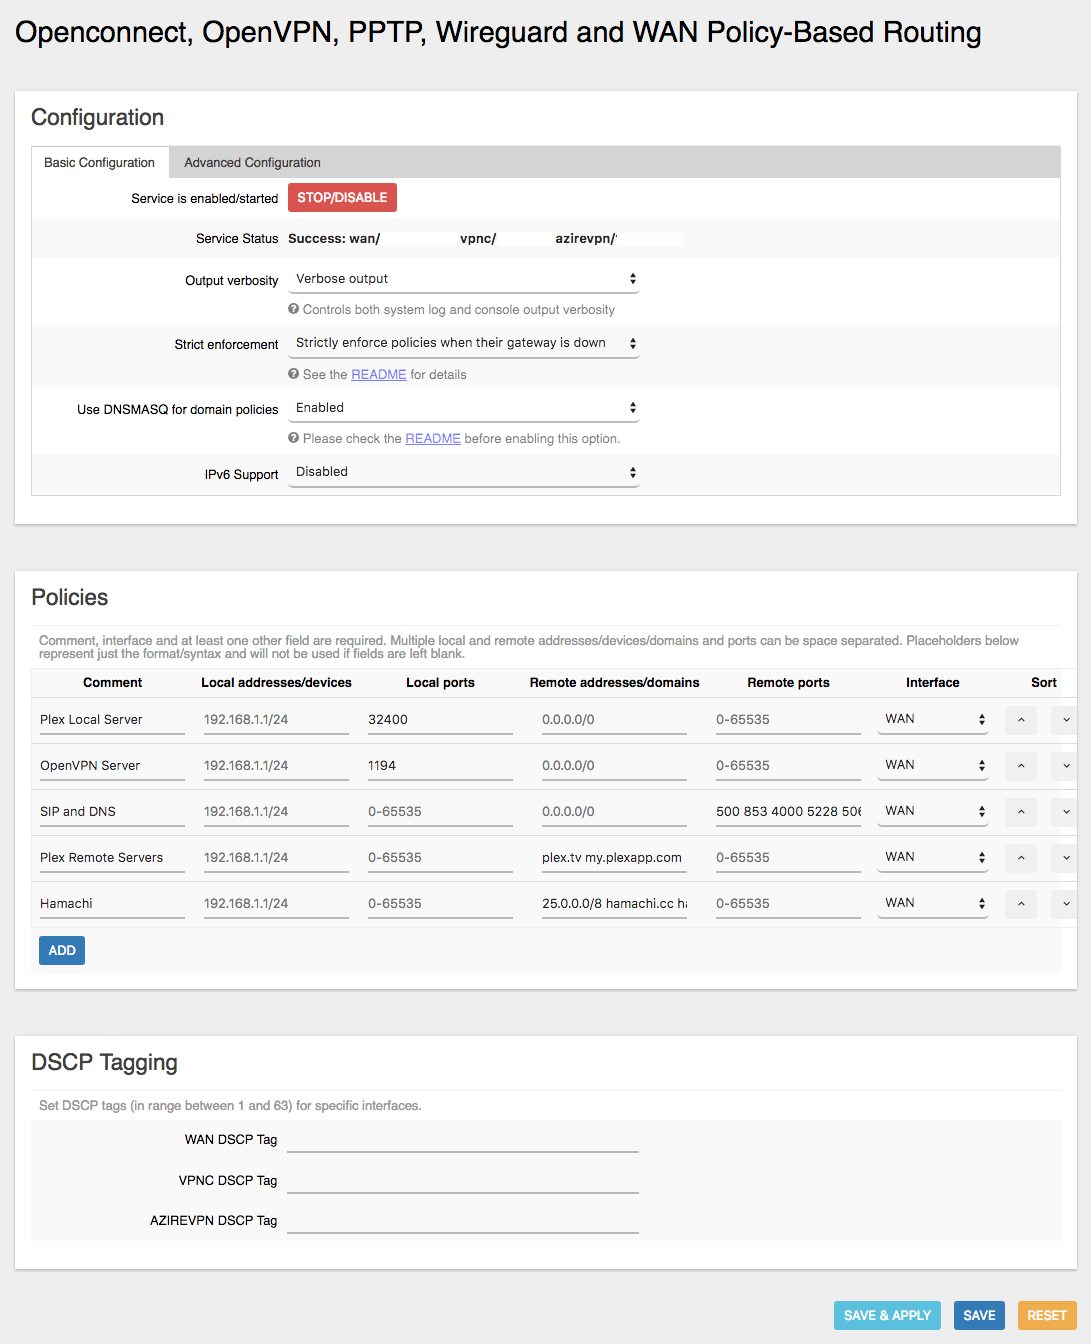 Openconnect, OpenVPN, PPTP, Wireguard and WAN Policy-Based Routing
Configuration
Basic Configuration Advanced Configuration
Service is enabled/started STOP/DISABLE
Service Status Success: wan/ vpnc/ azirevpn/
Output verbosity Verbose output
Controls both system log and console output verbosity
Strict enforcement Strictly enforce policies when their gateway is down
See the README for details
Use DNSMASQ for domain policies Enabled
Please check the README before enabling this option.
IPv6 Support Disabled
Policies
Comment, interface and at least one other field are required. Multiple local and remote addresses/devices/domains and ports can be space separated. Placeholders below
represent just the format/syntax and will not be used if fields are left blank.
Comment Local addresses/devices Local ports Remote addresses/domains Remote ports Interface Sort
Plex Local Server 192.168.1.1/24 32400 0.0.0.0/0 0-65535 WAN
OpenVPN Server 192.168.1.1/24 1194 0.0.0.0/0 0-65535 WAN
SIP and DNS 192.168.1.1/24 0-65535 0.0.0.0/0 500 853 4000 5228 506 WAN
Plex Remote Servers 192.168.1.1/24 0-65535 plex.tv my.plexapp.com 0-65535 WAN
Hamachi 192.168.1.1/24 0-65535 25.0.0.0/8 hamachi.cc ha 0-65535 WAN
ADD
DSCP Tagging
Set DSCP tags (in range between 1 and 63) for specific interfaces.
WAN DSCP Tag
VPNC DSCP Tag
AZIREVPN DSCP Tag
SAVE & APPLY SAVE RESET